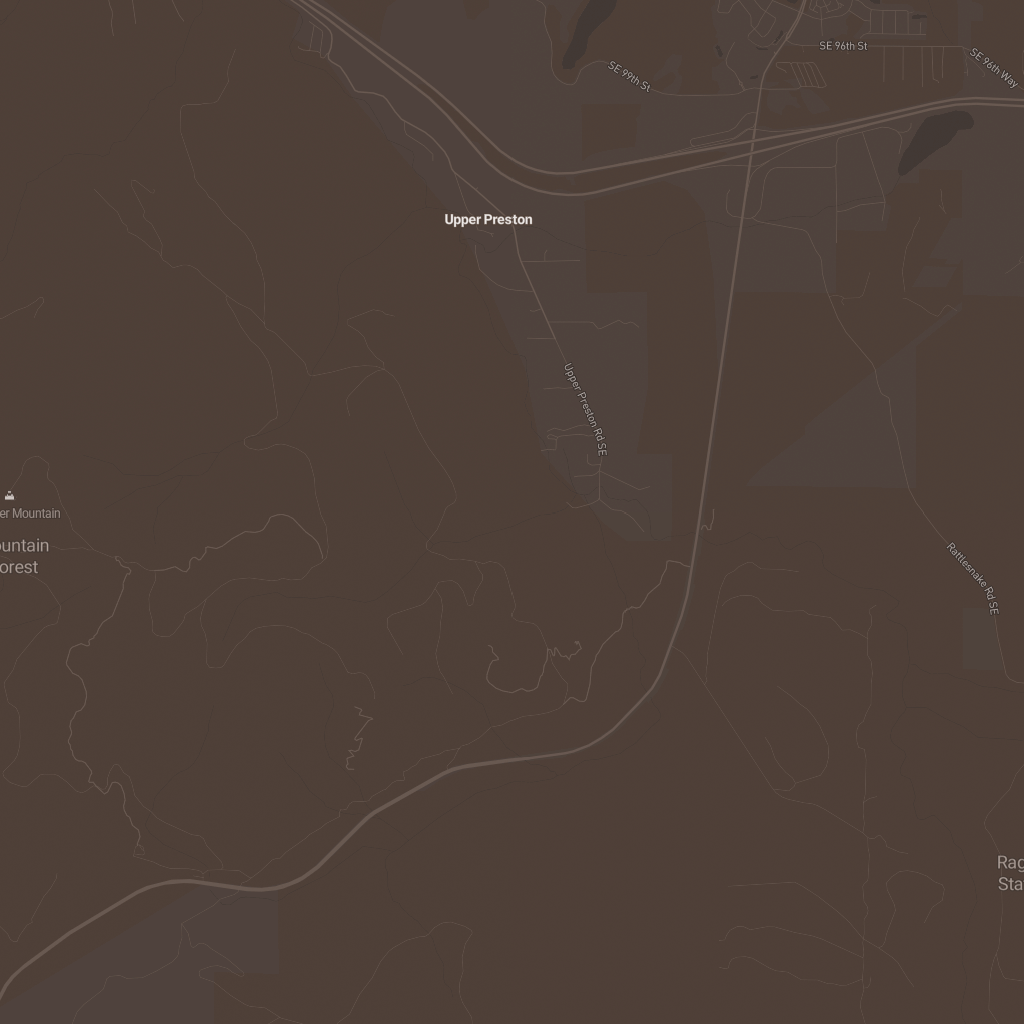 SE 96th St
SE 96th Way
SE 99th St
Upper Preston
Upper Preston Rd SE
er Mountain
ountain
orest
Rattlesnake Rd SE
Rag
Sta